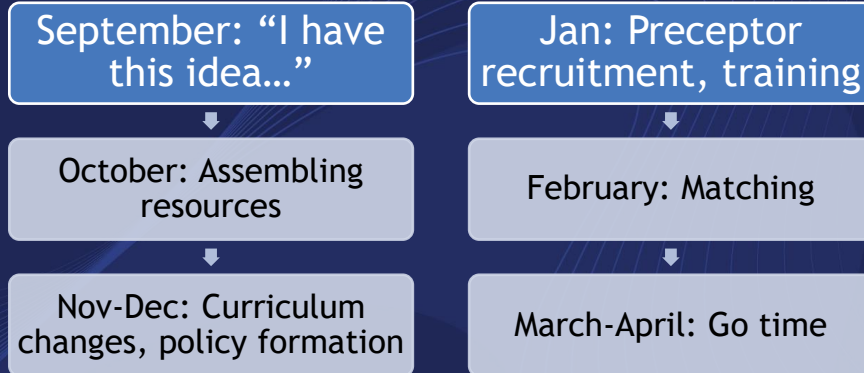 September: “I have
this idea…”
October: Assembling
resources
Nov-Dec: Curriculum
changes, policy formation
Jan: Preceptor
recruitment, training
February: Matching
March-April: Go time